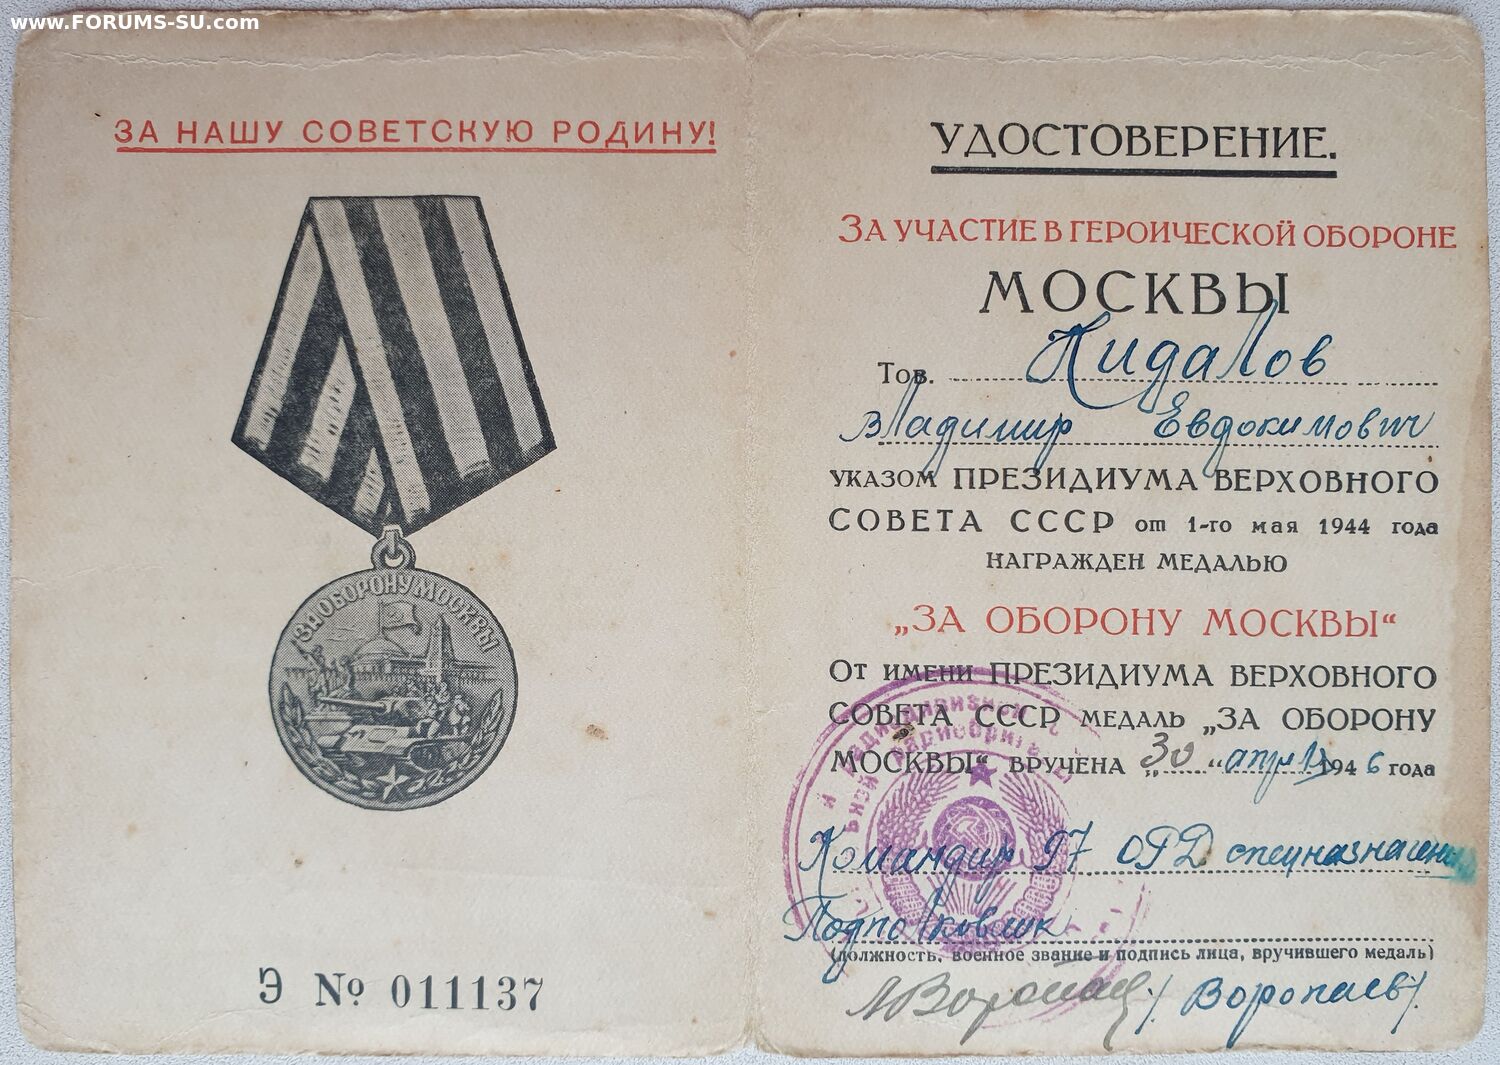 www.FORUMS-SU.com
ЗА НАШУ СОВЕТСКУЮ РОДИНУ!
ЗА ОБОРОНУ МОСКВЫ
Э № 011137
УДОСТОВЕРЕНИЕ.
ЗА УЧАСТИЕ В ГЕРОИЧЕСКОЙ ОБОРОНЕ
МОСКВЫ
Тов. Кидалов
Владимир Евдокимович
УКАЗОМ ПРЕЗИДИУМА ВЕРХОВНОГО
СОВЕТА СССР от 1-го мая 1944 года
НАГРАЖДЕН МЕДАЛЬЮ
„ЗА ОБОРОНУ МОСКВЫ“
От имени ПРЕЗИДИУМА ВЕРХОВНОГО
СОВЕТА СССР МЕДАЛЬ „ЗА ОБОРОНУ
МОСКВЫ“ ВРУЧЕНА „30“ апреля 1946 года
Командир 97 ОРД спецназначения
Подполковник
(должность, военное звание и подпись лица, вручившего медаль)
/Воропаев/